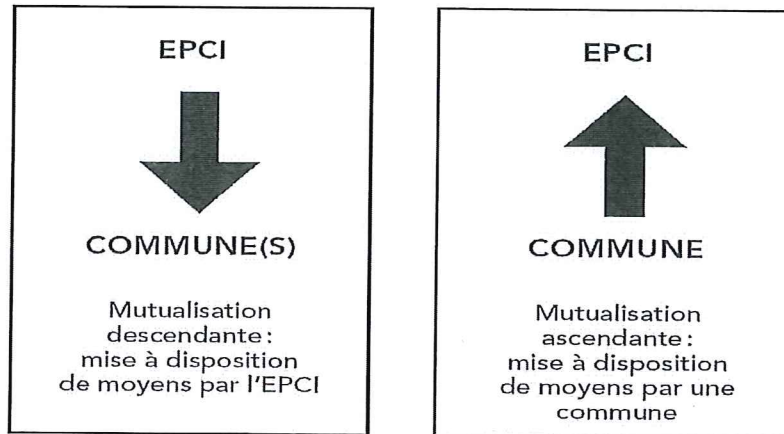 EPCI
COMMUNE(S)
Mutualisation
descendante :
mise à disposition
de moyens par l'EPCI
EPCI
COMMUNE
Mutualisation
ascendante :
mise à disposition
de moyens par une
commune